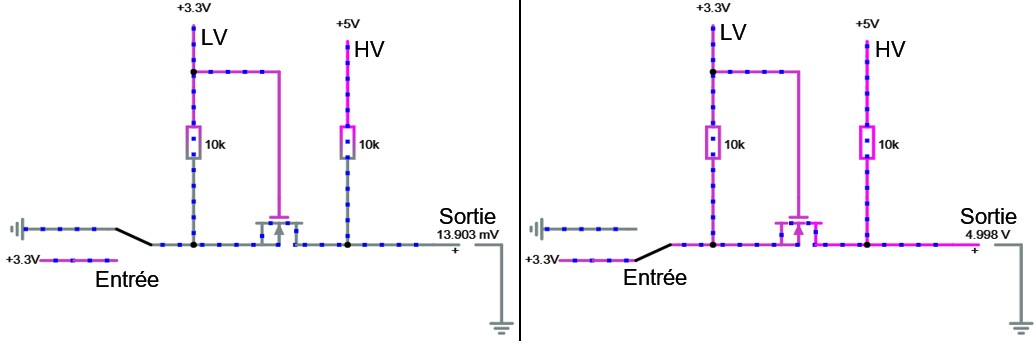 +3.3V
LV
+5V
HV
10k
10k
Sortie
13.903 mV
+
+3.3V
Entrée
+3.3V
LV
+5V
HV
10k
10k
Sortie
4.998 V
+
+3.3V
Entrée